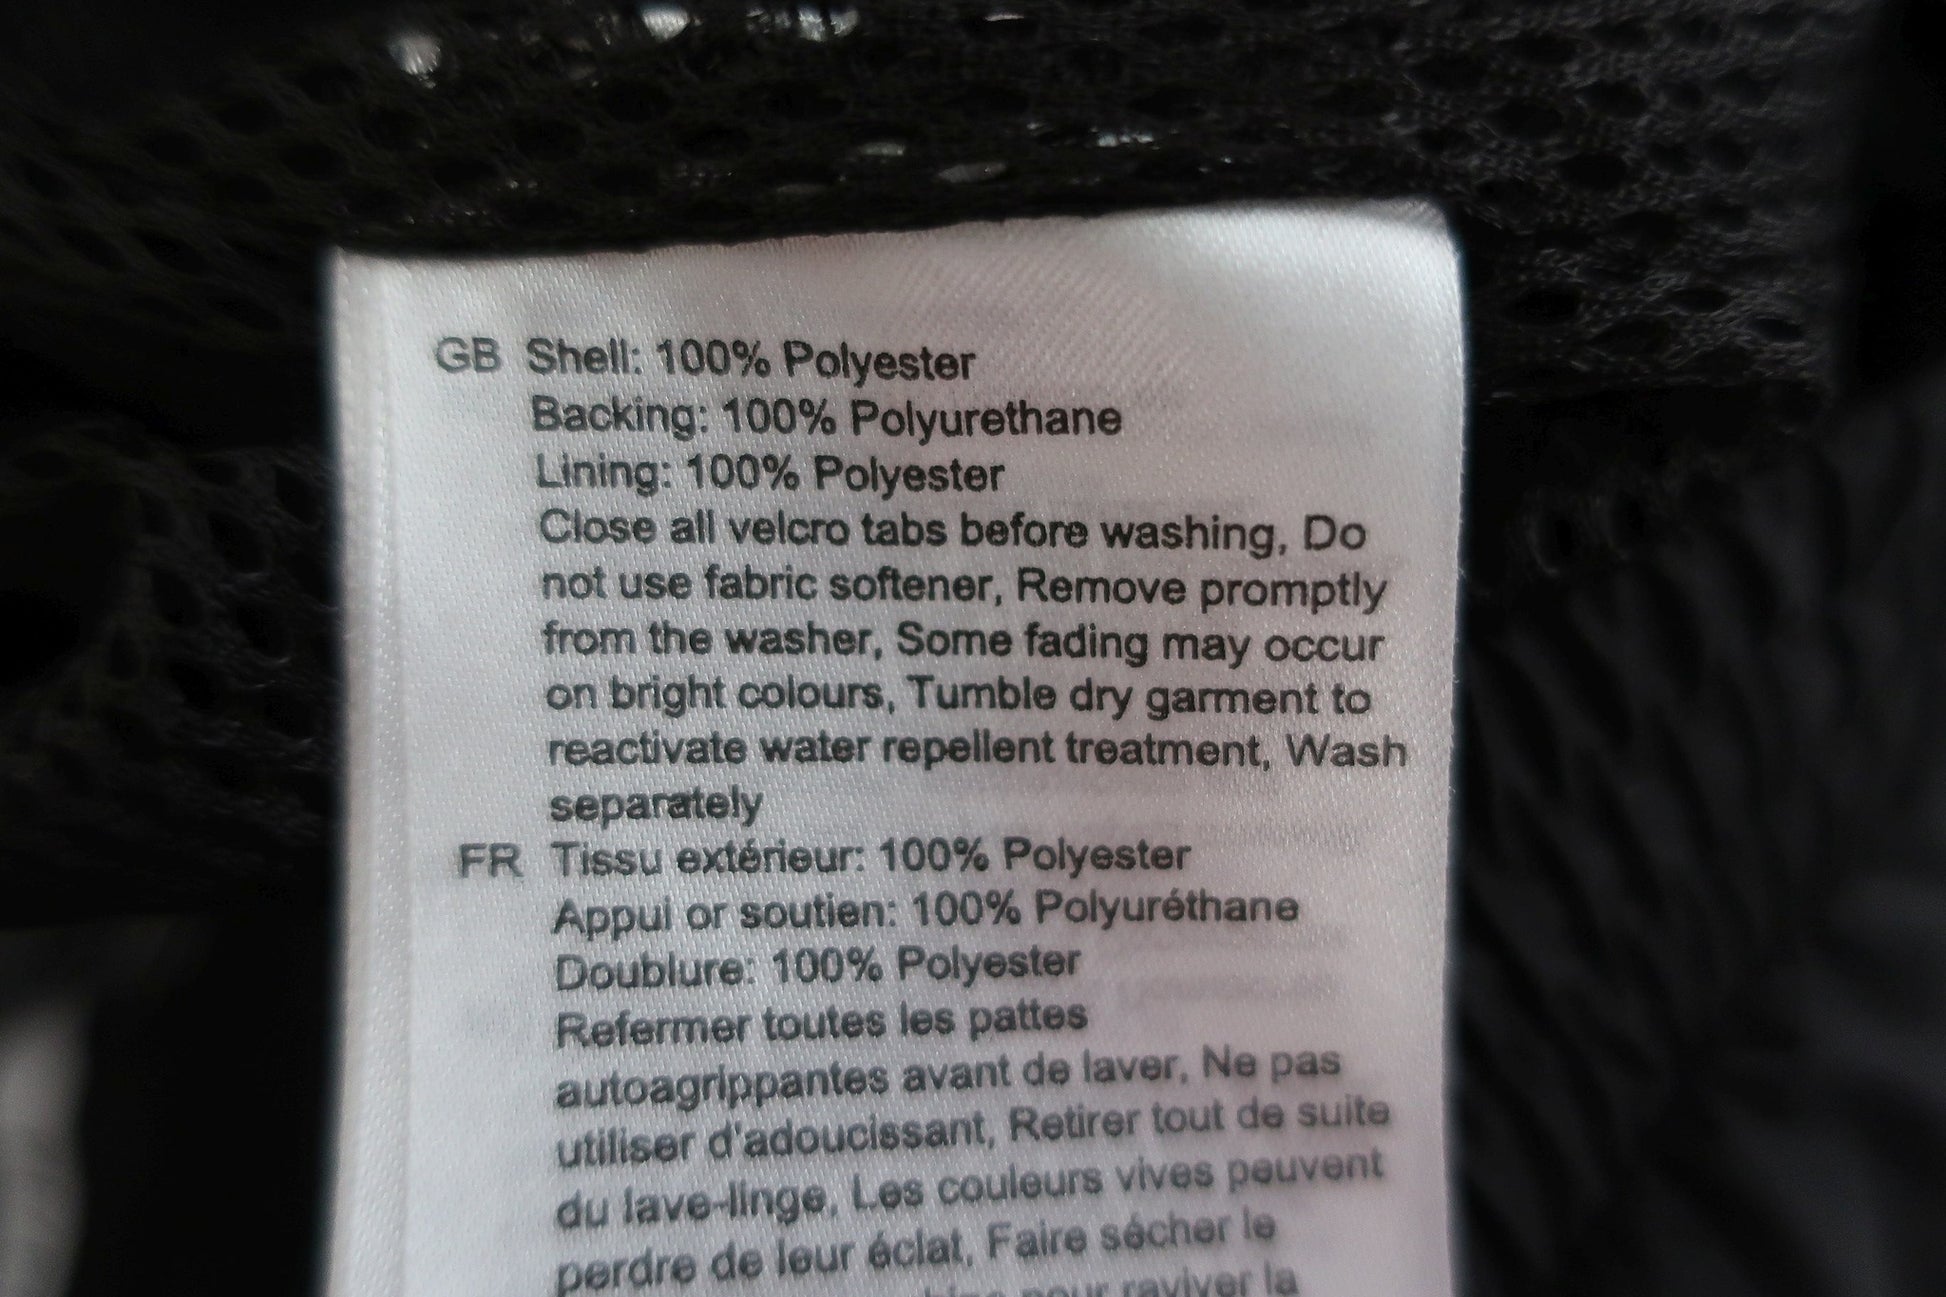 GB Shell: 100% Polyester
Backing: 100% Polyurethane
Lining: 100% Polyester
Close all velcro tabs before washing, Do
not use fabric softener, Remove promptly
from the washer, Some fading may occur
on bright colours, Tumble dry garment to
reactivate water repellent treatment, Wash
separately
FR Tissu extérieur: 100% Polyester
Appui or soutien: 100% Polyuréthane
Doublure: 100% Polyester
Refermer toutes les pattes
autoagrippantes avant de laver, Ne pas
utiliser d'adoucissant, Retirer tout de suite
du lave-linge, Les couleurs vives peuvent
perdre de leur éclat, Faire sécher le
pour raviver la